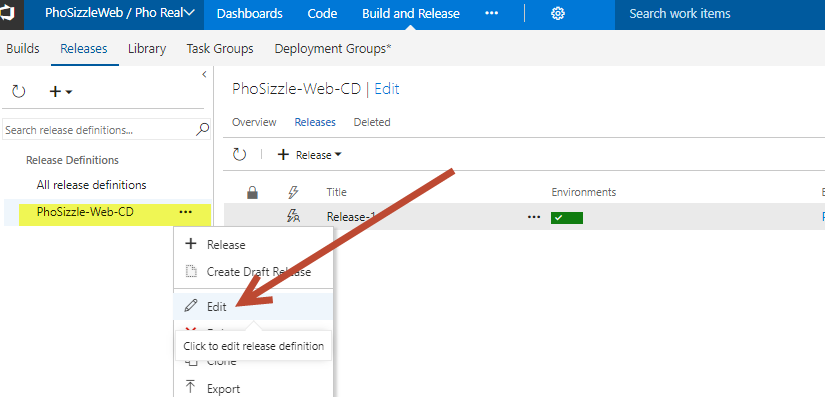 PhoSizzleWeb / Pho Real Dashboards Code Build and Release ••• Search work items
Builds Releases Library Task Groups Deployment Groups*
PhoSizzle-Web-CD | Edit
Overview Releases Deleted
Search release definitions...
Release Definitions
All release definitions
PhoSizzle-Web-CD •••
+ Release
Title Environments
Release-1 •••
Release
Create Draft Release
Edit
Click to edit release definition
Clone
Export